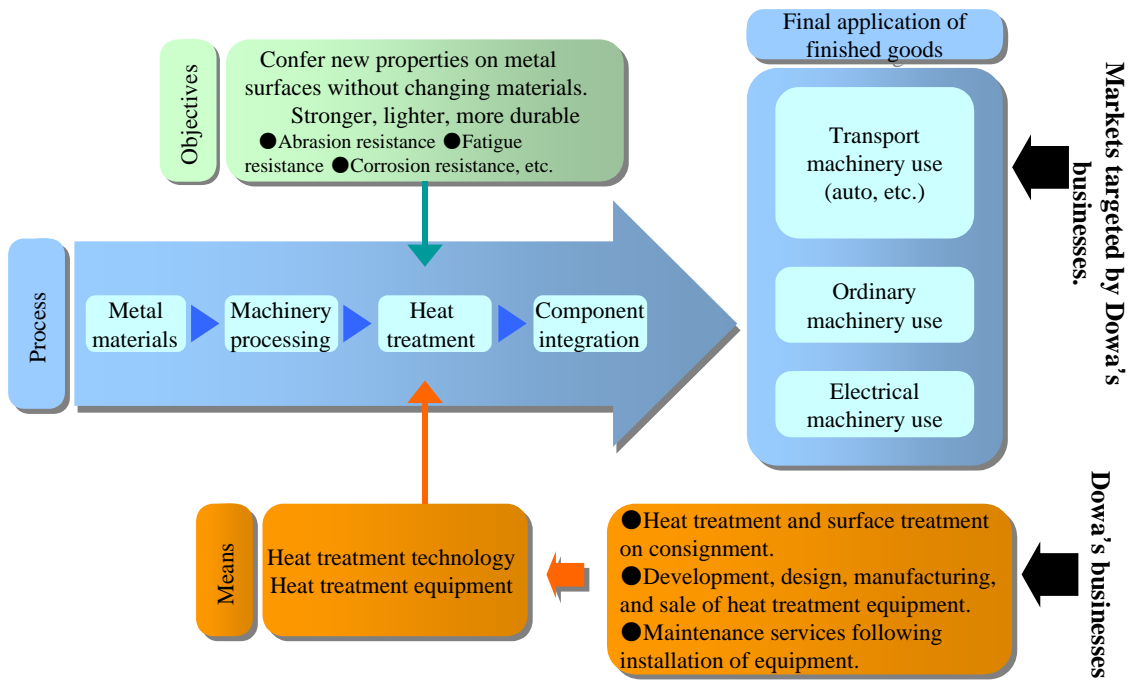 Objectives
Confer new properties on metal
surfaces without changing materials.
Stronger, lighter, more durable
●Abrasion resistance ●Fatigue
resistance ●Corrosion resistance, etc.
Final application of
finished goods
Transport
machinery use
(auto, etc.)
Ordinary
machinery use
Electrical
machinery use
Markets targeted by Dowa's
businesses.
Process
Metal
materials
Machinery
processing
Heat
treatment
Component
integration
Means
Heat treatment technology
Heat treatment equipment
●Heat treatment and surface treatment
on consignment.
●Development, design, manufacturing,
and sale of heat treatment equipment.
●Maintenance services following
installation of equipment.
Dowa's businesses